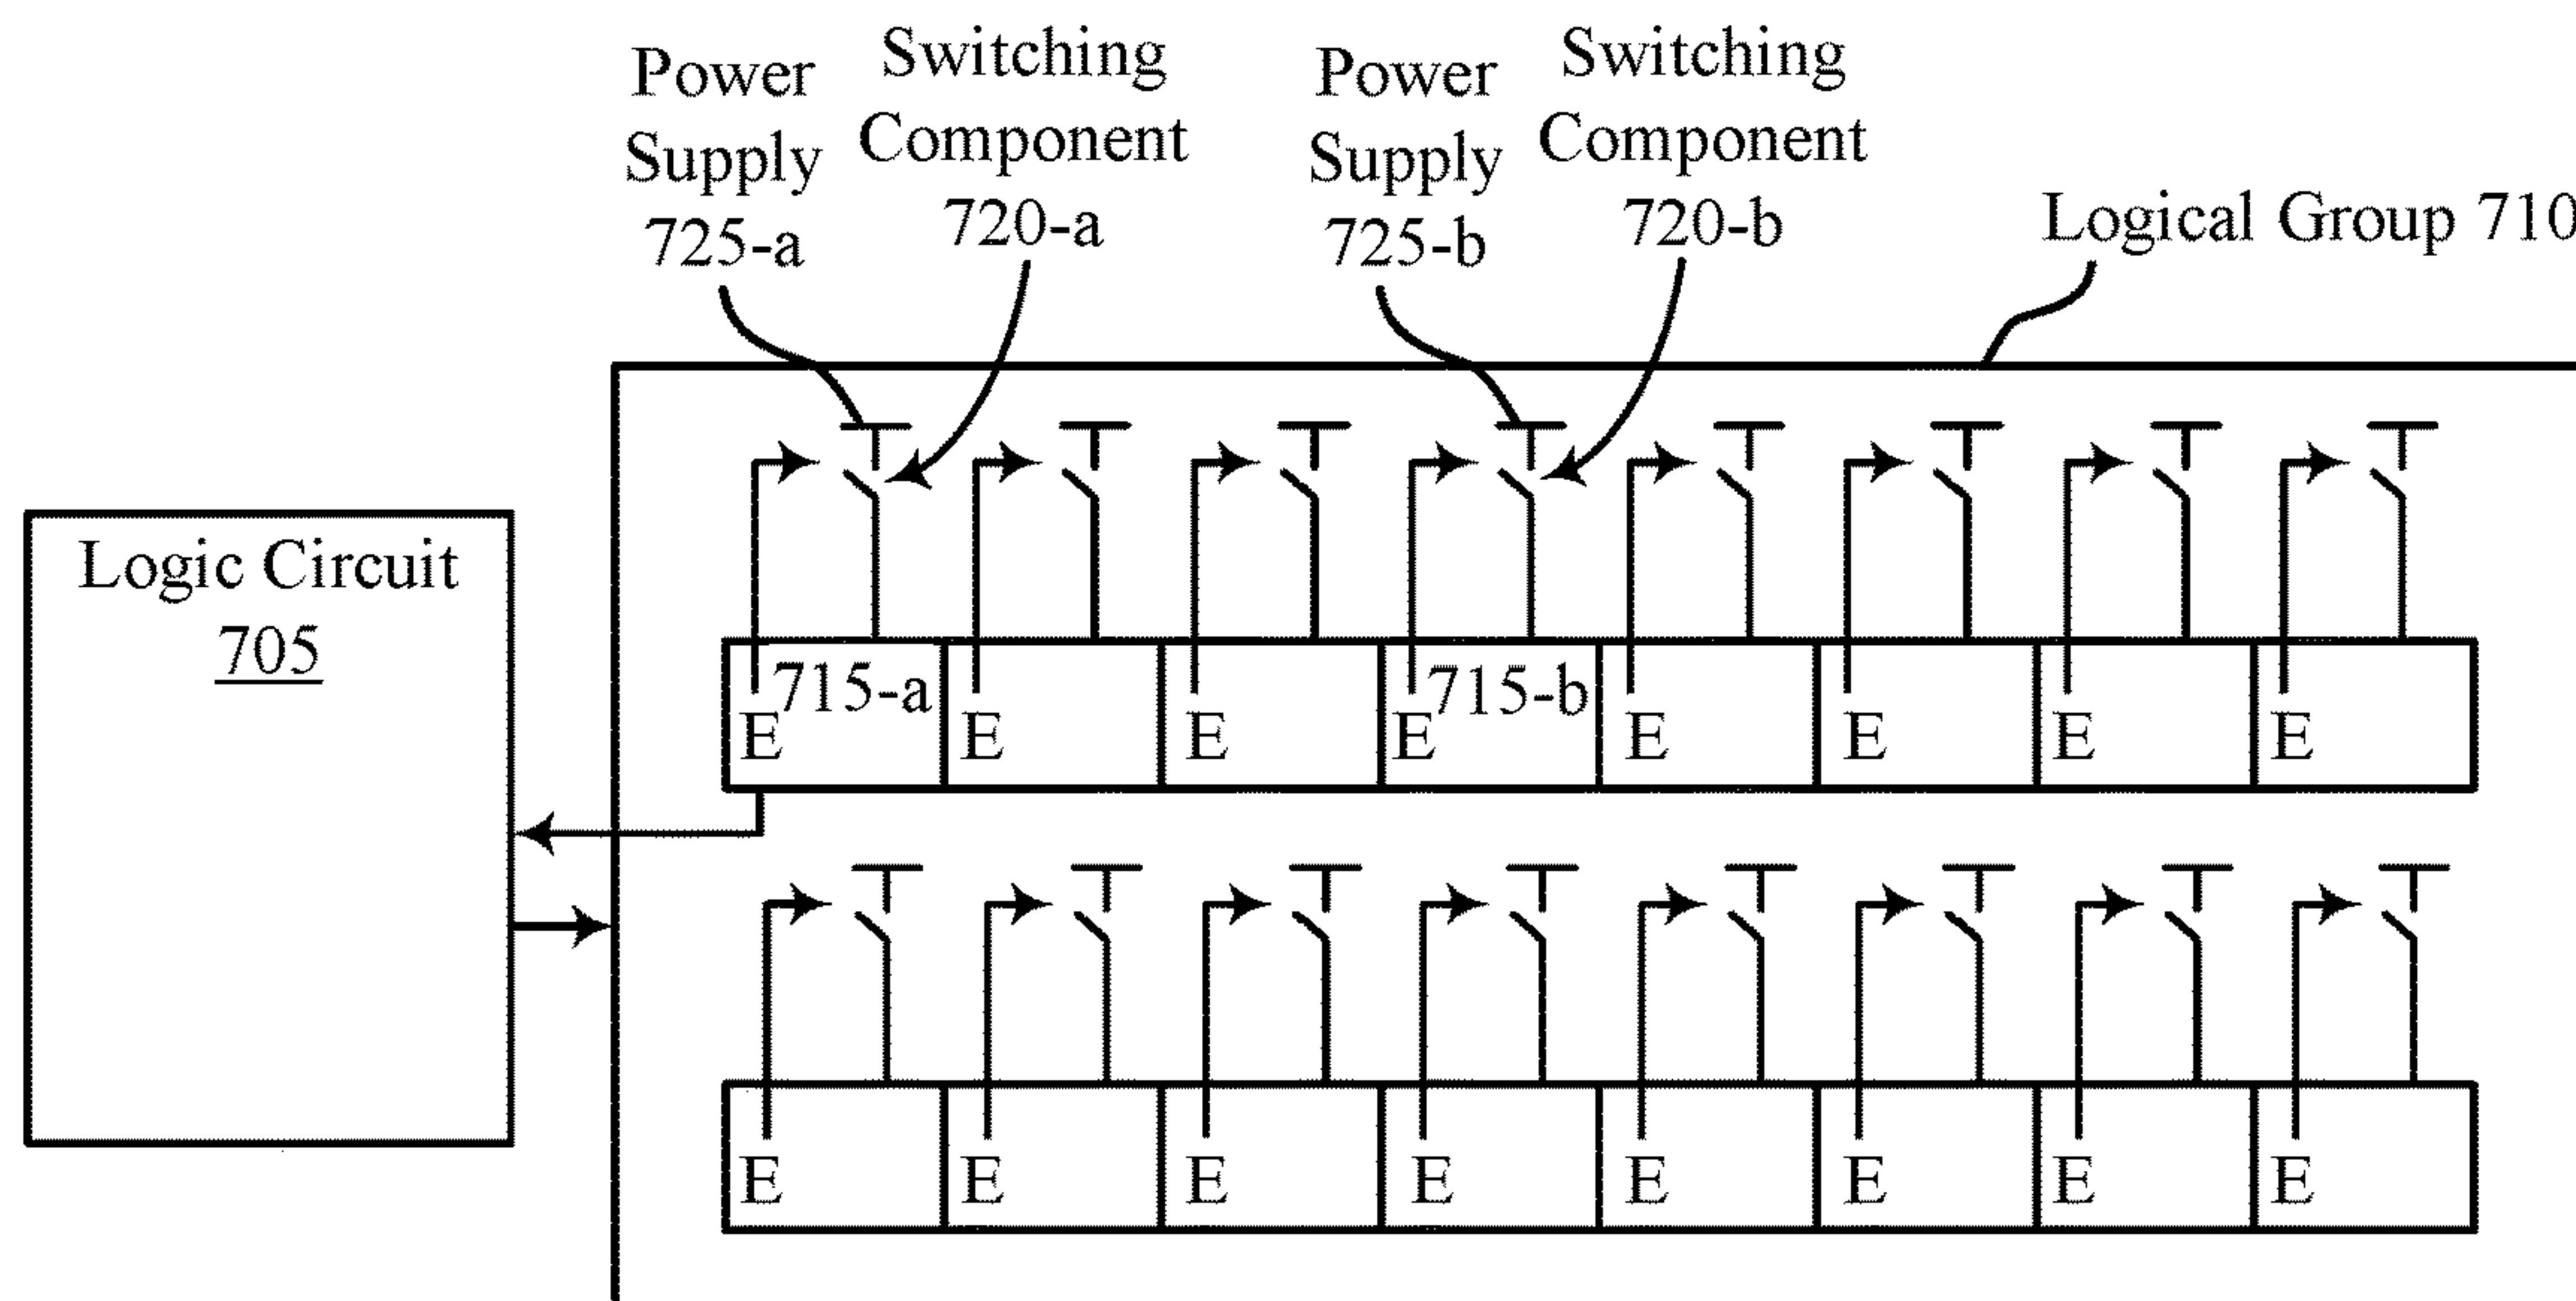 Power
Supply
725-a
Switching
Component
720-a
Power
Supply
725-b
Switching
Component
720-b
Logical Group 710
Logic Circuit
705
715-a
715-b
E E E E E E E E
E E E E E E E E